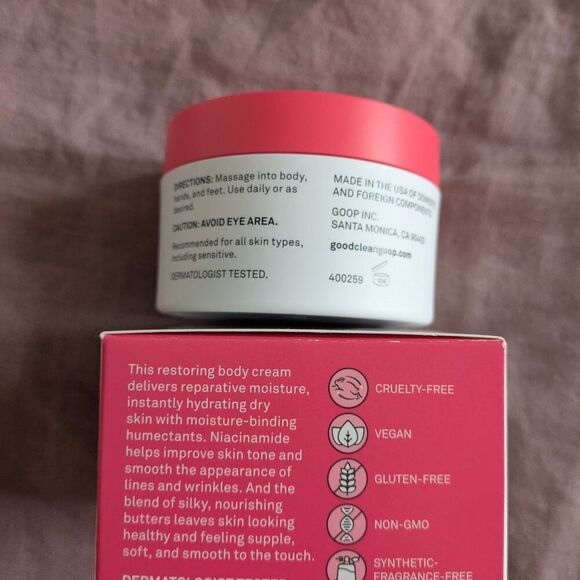 DIRECTIONS: Massage into body,
hands, and feet. Use daily or as
desired.
CAUTION: AVOID EYE AREA.
Recommended for all skin types,
including sensitive.
DERMATOLOGIST TESTED.
MADE IN THE USA OF DOMESTIC
AND FOREIGN COMPONENTS.
GOOP INC.
SANTA MONICA, CA 90403
goodcleangoop.com
400259
This restoring body cream
delivers reparative moisture,
instantly hydrating dry
skin with moisture-binding
humectants. Niacinamide
helps improve skin tone and
smooth the appearance of
lines and wrinkles. And the
blend of silky, nourishing
butters leaves skin looking
healthy and feeling supple,
soft, and smooth to the touch.
DERMATOLOGIST TESTED
CRUELTY-FREE
VEGAN
GLUTEN-FREE
NON-GMO
SYNTHETIC-
FRAGRANCE-FREE